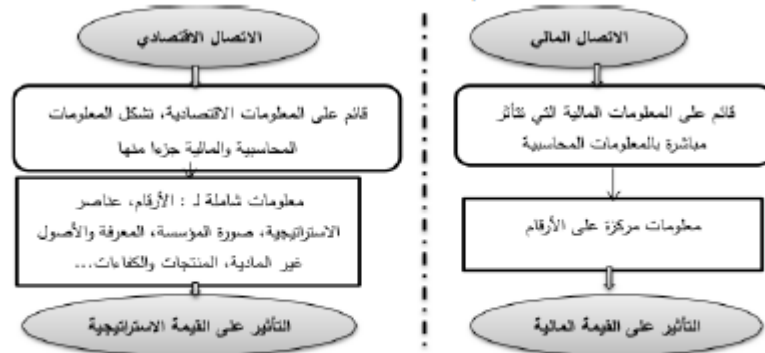 الاتصال المالي
قائم على المعلومات المالية التي تتأثر
مباشرة بالمعلومات المحاسبية
معلومات مركزة على الأرقام
التأثير على القيمة المالية
الاتصال الاقتصادي
قائم على المعلومات الاقتصادية، تشكل المعلومات
المحاسبية والمالية جزءا منها
معلومات شاملة لـ : الأرقام، عناصر
الاستراتيجية، صورة المؤسسة، المعرفة والأصول
غير المادية، المنتجات والكفاءات...
التأثير على القيمة الاستراتيجية